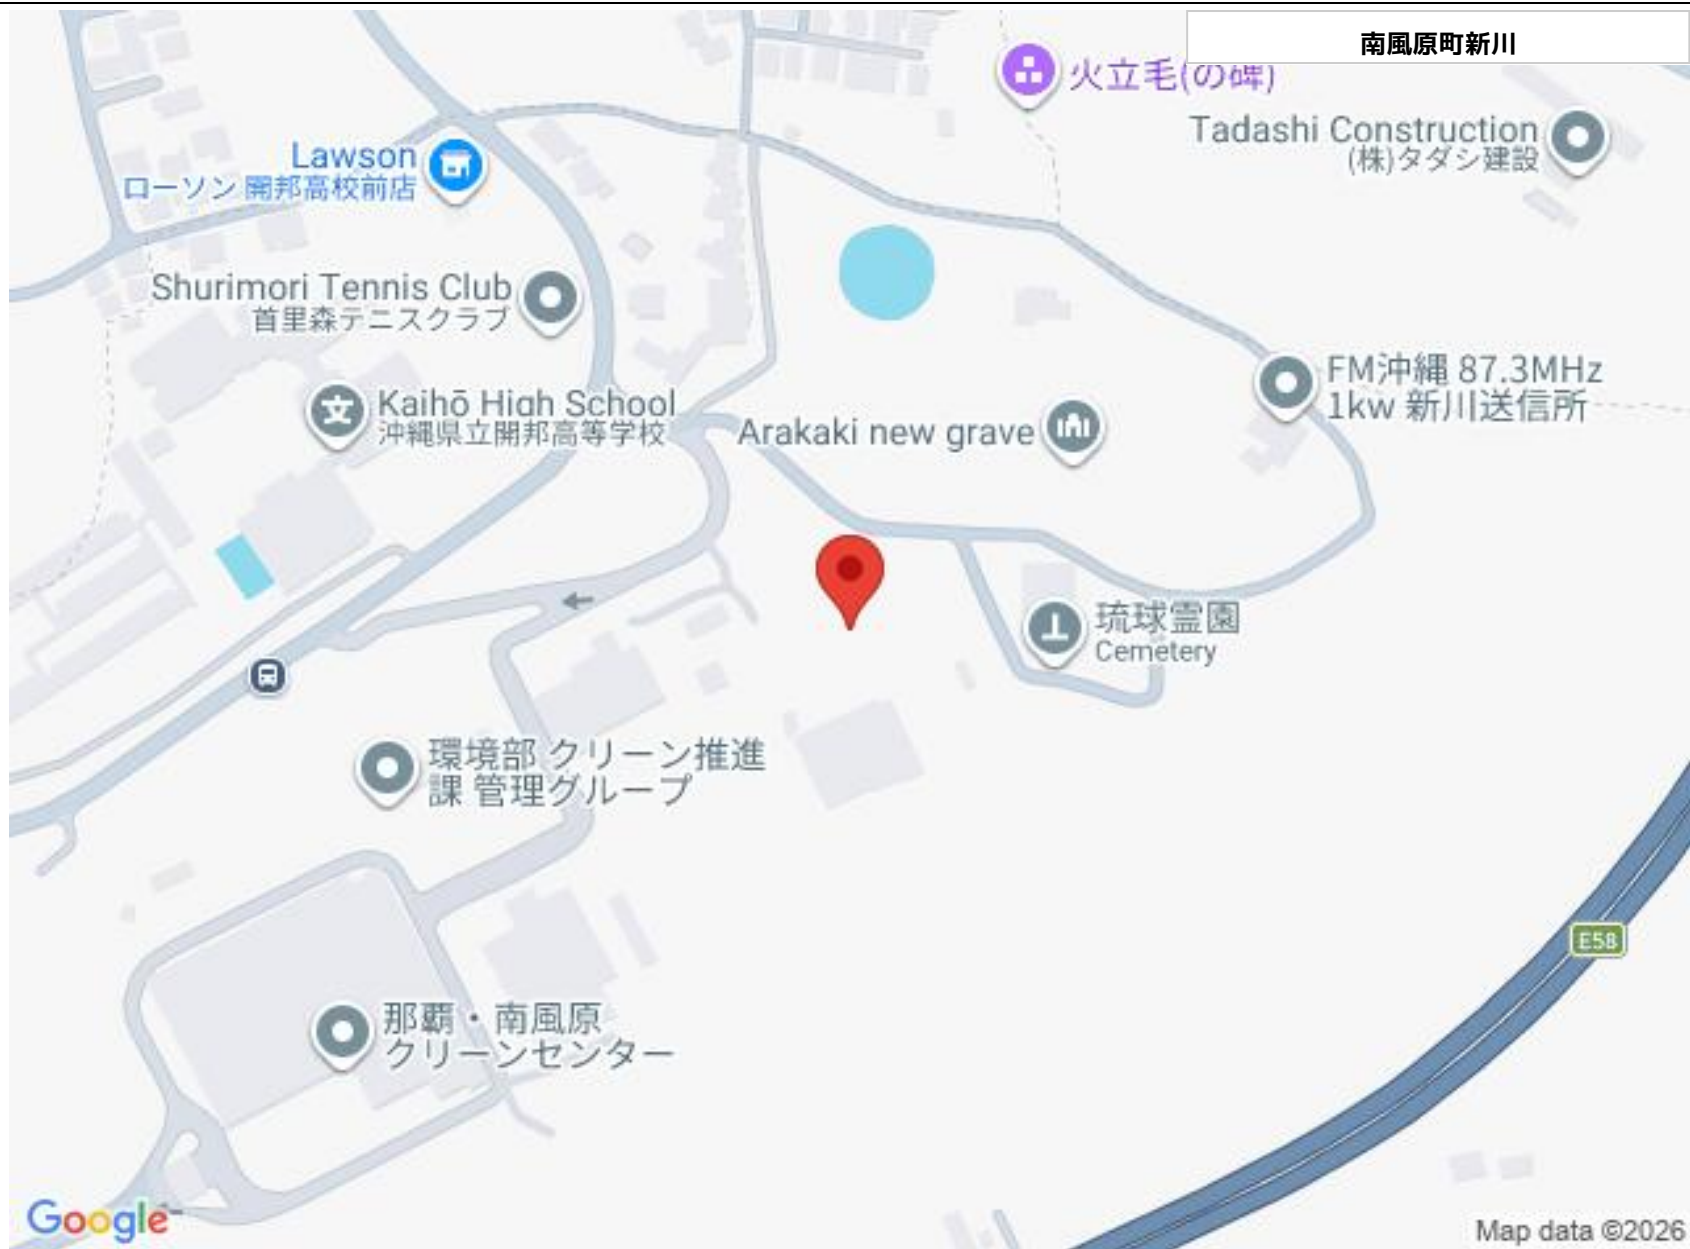 南風原町新川
火立毛(の碑)
Tadashi Construction
(株)タダシ建設
Lawson
ローソン 開邦高校前店
Shurimori Tennis Club
首里森テニスクラブ
FM沖縄 87.3MHz
1kw 新川送信所
Kaihō High School
沖縄県立開邦高等学校
Arakaki new grave
琉球霊園
Cemetery
環境部 クリーン推進
課 管理グループ
E58
那覇・南風原
クリーンセンター
Google
Map data ©2026